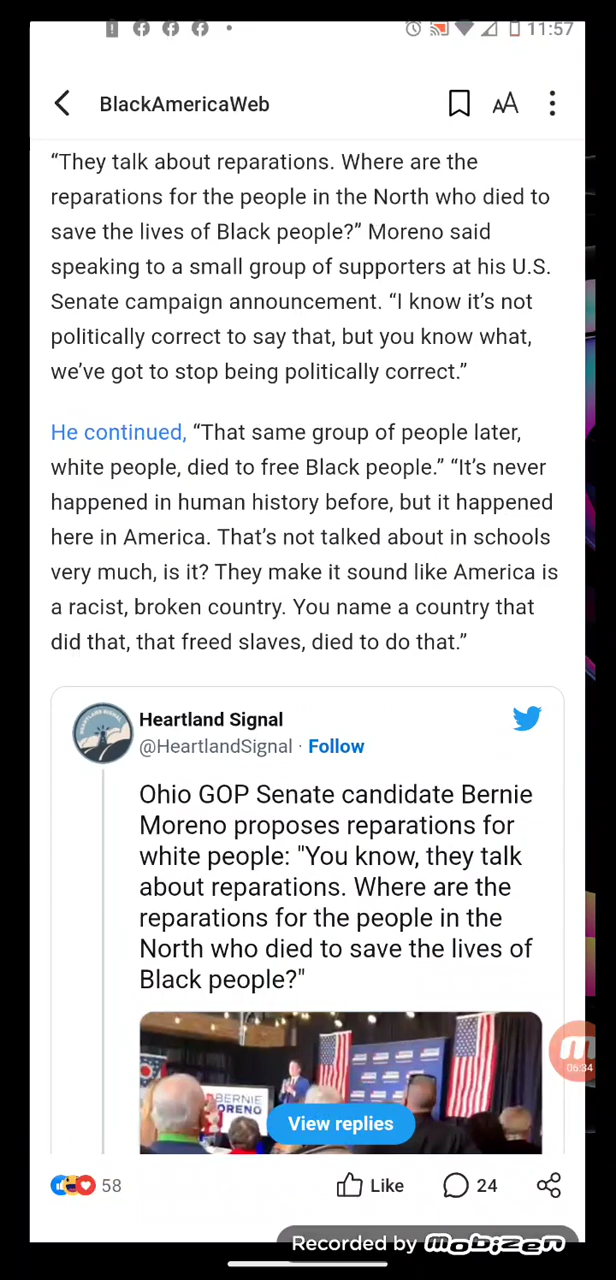 11:57
BlackAmericaWeb
AA
“They talk about reparations. Where are the
reparations for the people in the North who died to
save the lives of Black people?” Moreno said
speaking to a small group of supporters at his U.S.
Senate campaign announcement. “I know it’s not
politically correct to say that, but you know what,
we’ve got to stop being politically correct.”
He continued, “That same group of people later,
white people, died to free Black people.” “It’s never
happened in human history before, but it happened
here in America. That’s not talked about in schools
very much, is it? They make it sound like America is
a racist, broken country. You name a country that
did that, that freed slaves, died to do that.”
Heartland Signal
@HeartlandSignal · Follow
Ohio GOP Senate candidate Bernie
Moreno proposes reparations for
white people: "You know, they talk
about reparations. Where are the
reparations for the people in the
North who died to save the lives of
Black people?"
BERNIE
MORENO
06:34
View replies
58
Like
24
Recorded by mobizen